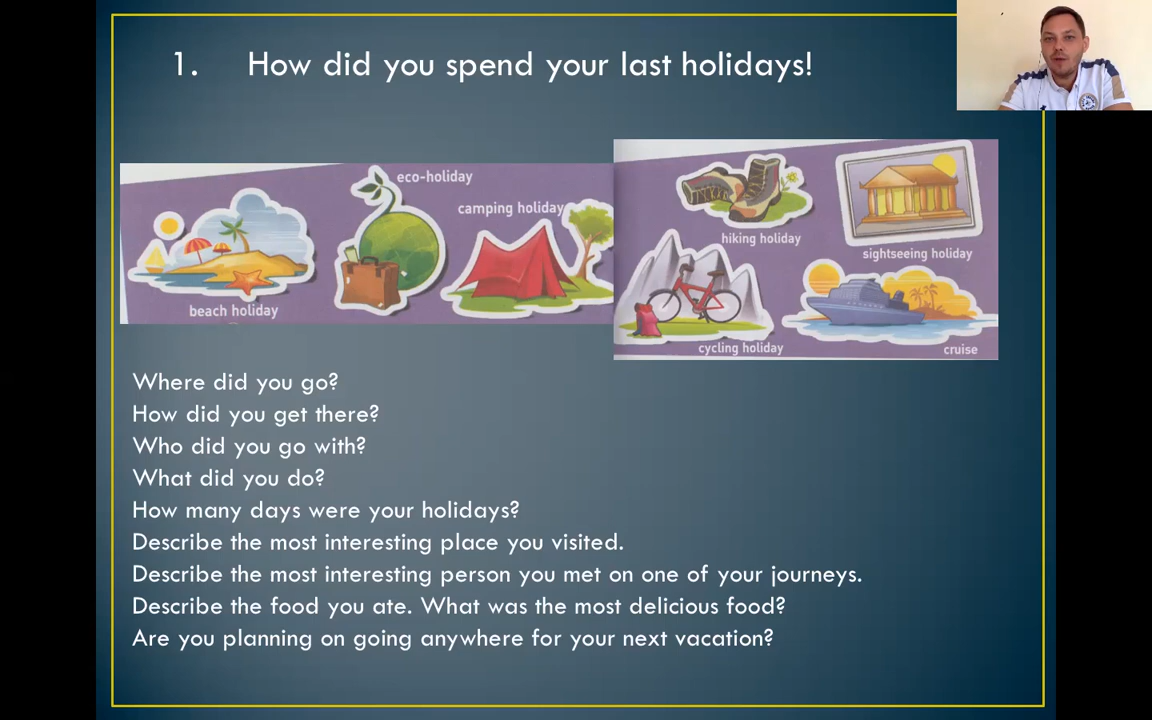 1. How did you spend your last holidays!
eco-holiday
camping holiday
beach holiday
hiking holiday
sightseeing holiday
cycling holiday
cruise
Where did you go?
How did you get there?
Who did you go with?
What did you do?
How many days were your holidays?
Describe the most interesting place you visited.
Describe the most interesting person you met on one of your journeys.
Describe the food you ate. What was the most delicious food?
Are you planning on going anywhere for your next vacation?